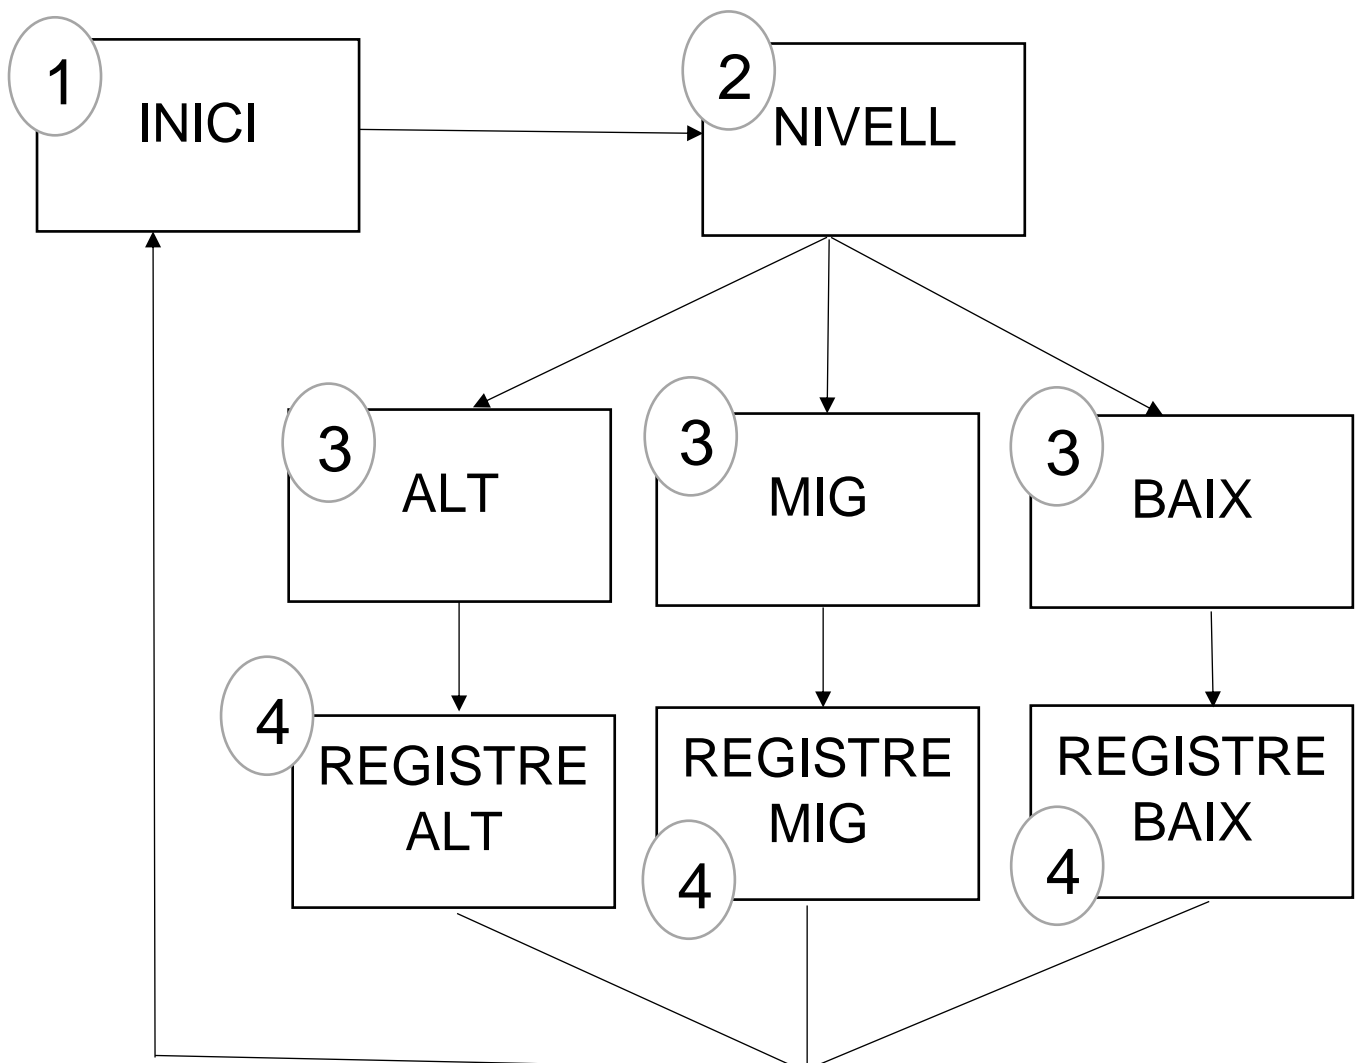 1
INICI
2
NIVELL
3
ALT
3
MIG
3
BAIX
4
REGISTRE
ALT
REGISTRE
MIG
4
REGISTRE
BAIX
4